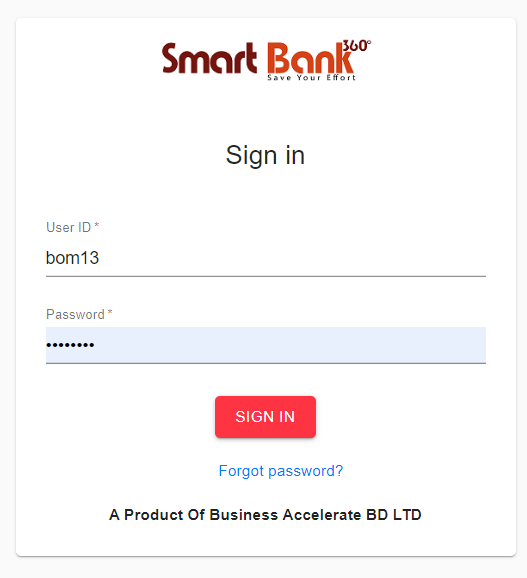 Smart Bank 360°
Save Your Effort
Sign in
User ID *
bom13
Password *
••••••••
SIGN IN
Forgot password?
A Product Of Business Accelerate BD LTD